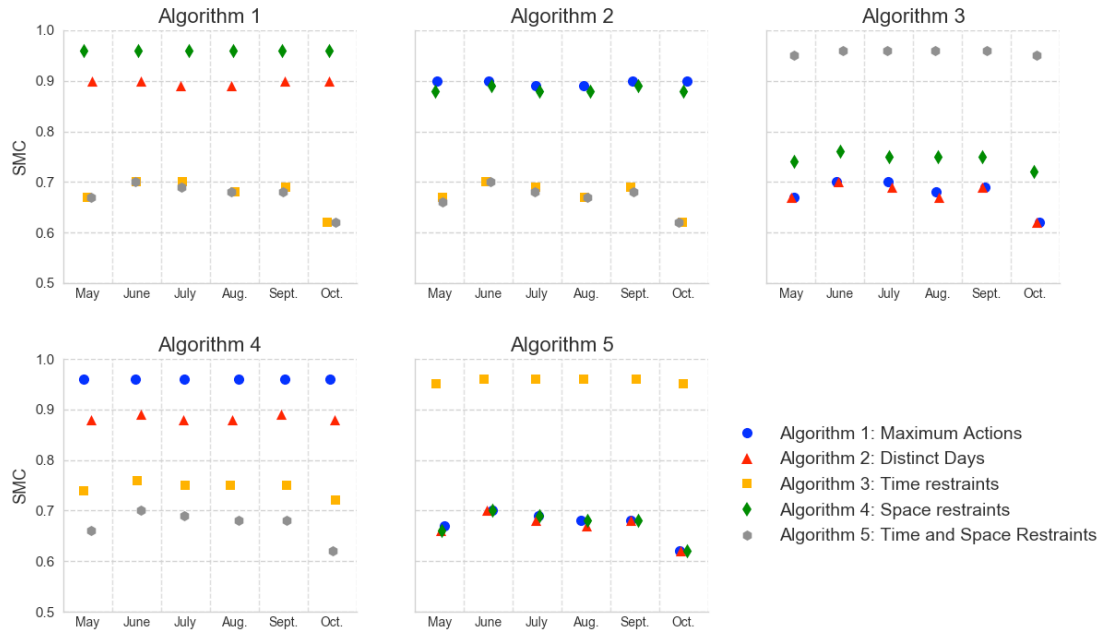 Algorithm 1
Algorithm 2
Algorithm 3
1.0
0.9
0.8
0.7
0.6
0.5
SMC
May June July Aug. Sept. Oct.
May June July Aug. Sept. Oct.
May June July Aug. Sept. Oct.
Algorithm 4
Algorithm 5
1.0
0.9
0.8
0.7
0.6
0.5
SMC
May June July Aug. Sept. Oct.
May June July Aug. Sept. Oct.
Algorithm 1: Maximum Actions
Algorithm 2: Distinct Days
Algorithm 3: Time restraints
Algorithm 4: Space restraints
Algorithm 5: Time and Space Restraints